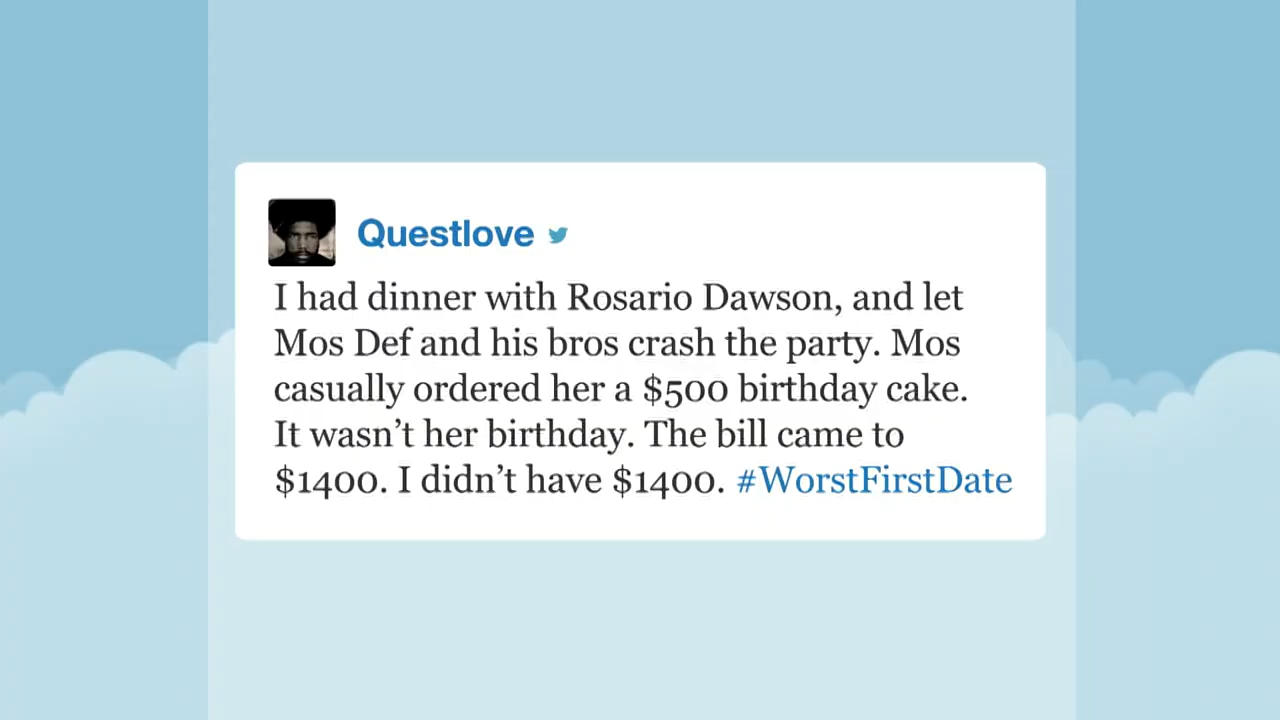 Questlove
I had dinner with Rosario Dawson, and let
Mos Def and his bros crash the party. Mos
casually ordered her a $500 birthday cake.
It wasn’t her birthday. The bill came to
$1400. I didn’t have $1400. #WorstFirstDate